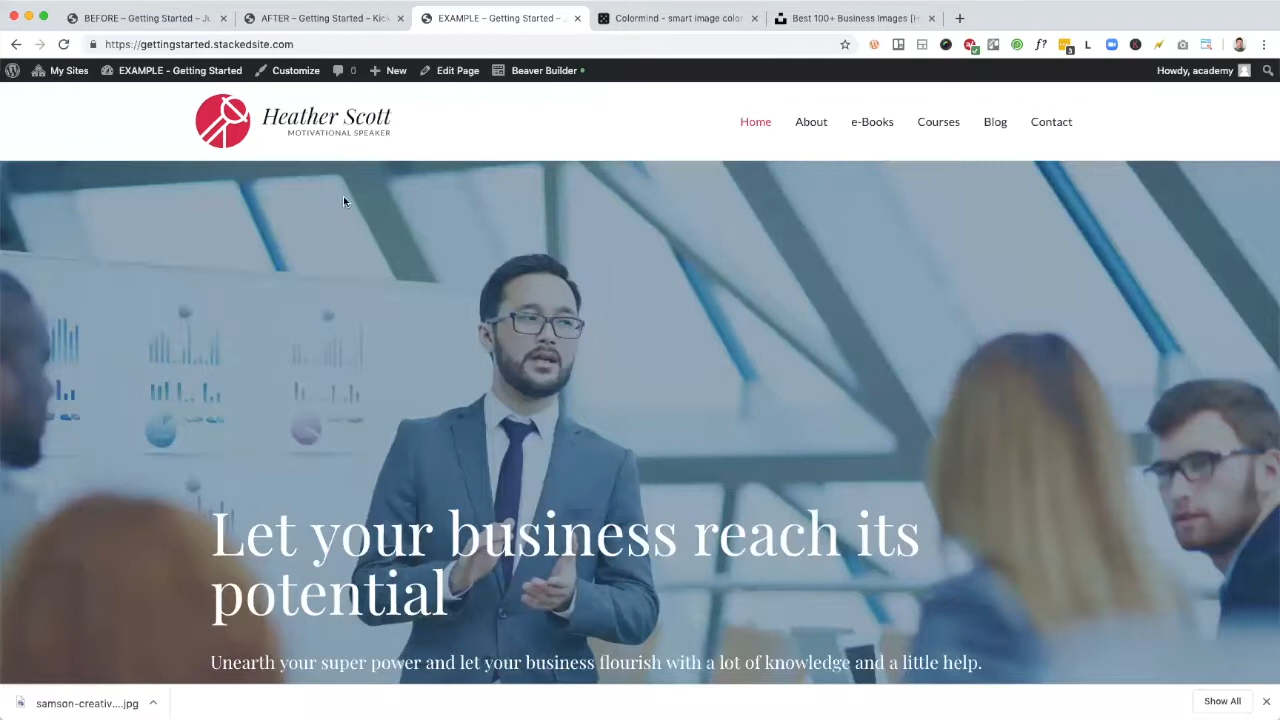 BEFORE – Getting Started – Ju
AFTER – Getting Started – Kick
EXAMPLE – Getting Started –
Colormind - smart image color
Best 100+ Business Images [H
https://gettingstarted.stackedsite.com
My Sites
EXAMPLE - Getting Started
Customize
0
New
Edit Page
Beaver Builder
Howdy, academy
Heather Scott
MOTIVATIONAL SPEAKER
Home
About
e-Books
Courses
Blog
Contact
Let your business reach its
potential
Unearth your super power and let your business flourish with a lot of knowledge and a little help.
samson-creativ....jpg
Show All